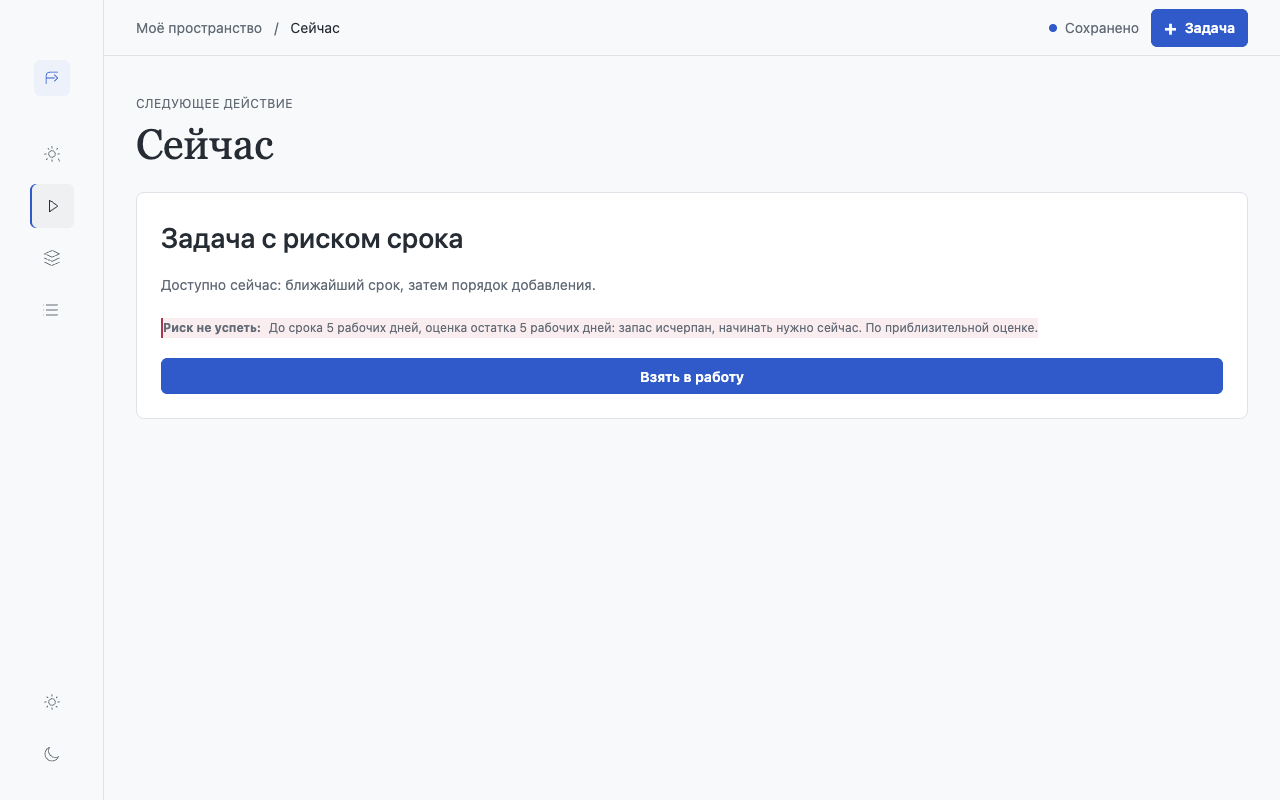 Моё пространство / Сейчас
Сохранено
+ Задача
СЛЕДУЮЩЕЕ ДЕЙСТВИЕ
Сейчас
Задача с риском срока
Доступно сейчас: ближайший срок, затем порядок добавления.
Риск не успеть: До срока 5 рабочих дней, оценка остатка 5 рабочих дней: запас исчерпан, начинать нужно сейчас. По приблизительной оценке.
Взять в работу